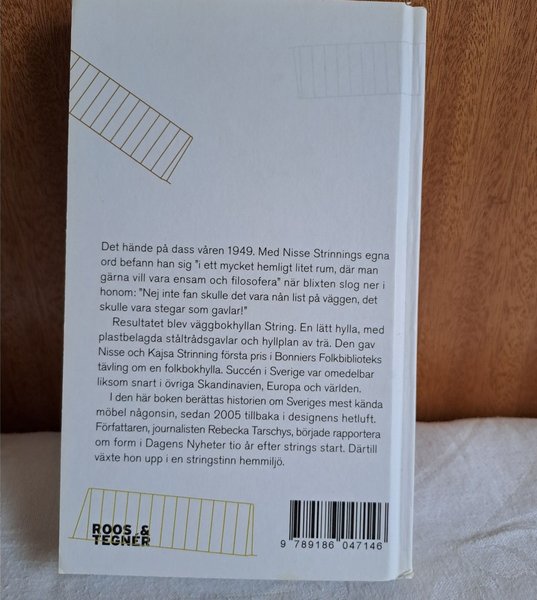 Det hände på dass våren 1949. Med Nisse Strinnings egna
ord befann han sig "i ett mycket hemligt litet rum, där man
gärna vill vara ensam och filosofera" när blixten slog ner i
honom: "Nej inte fan skulle det vara nån list på väggen, det
skulle vara stegar som gavlar!"
Resultatet blev väggbokhyllan String. En lätt hylla, med
plastbelagda ståltrådsgavlar och hyllplan av trä. Den gav
Nisse och Kajsa Strinning första pris i Bonniers Folkbiblioteks
tävling om en folkbokhylla. Succén i Sverige var omedelbar
liksom snart i övriga Skandinavien, Europa och världen.
I den här boken berättas historien om Sveriges mest kända
möbel någonsin, sedan 2005 tillbaka i designens hetluft.
Författaren, journalisten Rebecka Tarschys, började rapportera
om form i Dagens Nyheter tio år efter strings start. Därtill
växte hon upp i en stringstinn hemmiljö.
ROOS &
TEGNÉR
9 789186 047146